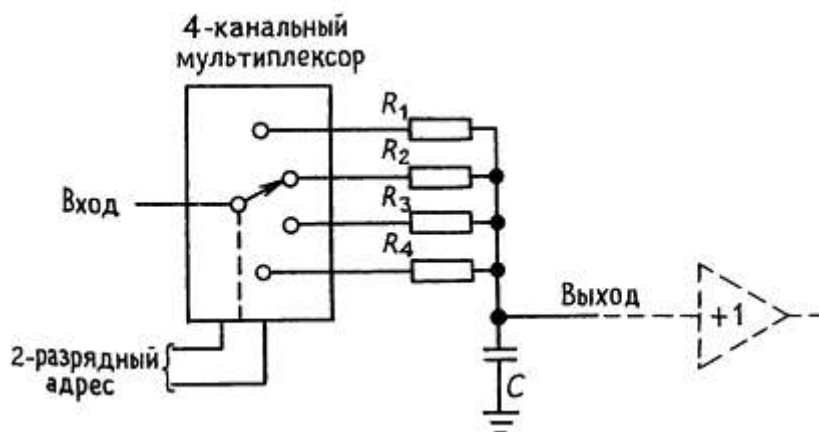 4-канальный
мультиплексор
R1
R2
Вход
R3
R4
Выход
+1
2-разрядный
адрес
C